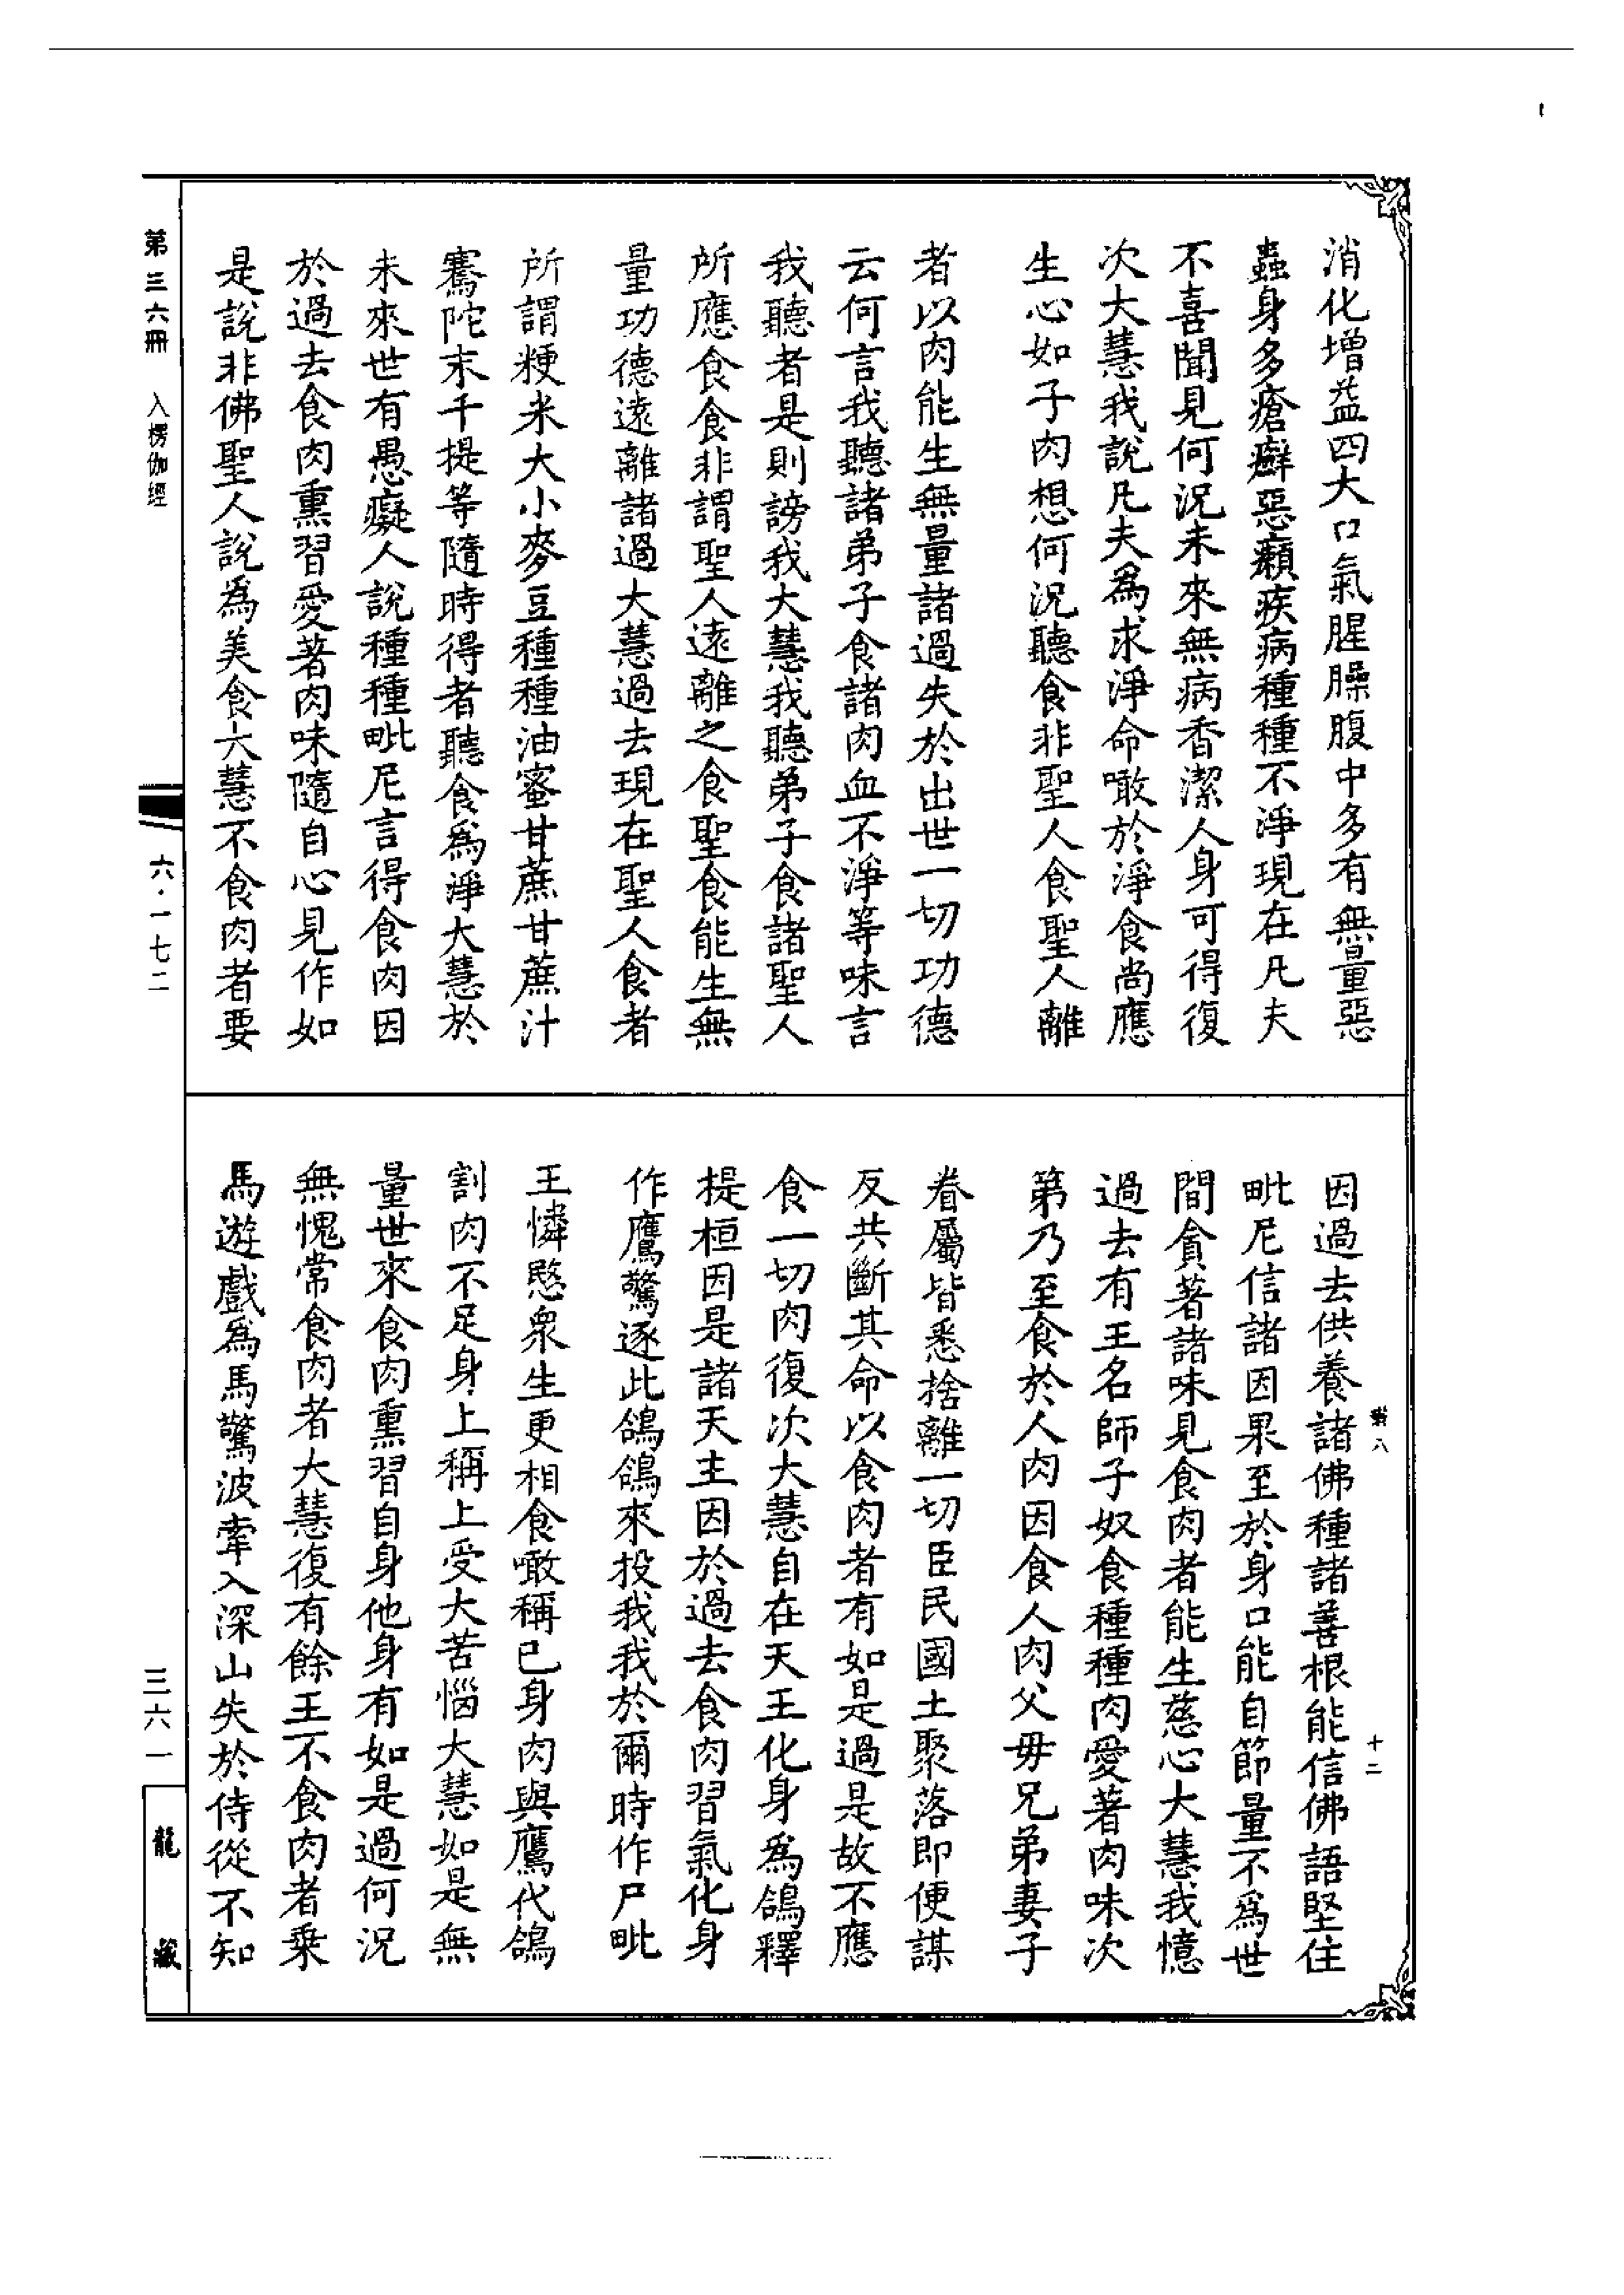 消化增益四大口氣腥臊腹中多有無量惡
蟲身多瘡癬惡癩疾病種種不淨現在凡夫
不喜聞見何況未來無病香潔人身可得復
次大慧我說凡夫爲求淨命噉於淨食尚應
生心如子肉想何況聽食非聖人食聖人離
者以肉能生無量諸過失於出世一切功德
云何言我聽諸弟子食諸肉血不淨等味言
我聽者是則謗我大慧我聽弟子食諸聖人
所應食食非謂聖人遠離之食聖食能生無
量功德遠離諸過大慧過去現在聖人食者
所謂粳米大小麥豆種種油蜜甘蔗甘蔗汁
騫陀末千提等隨時得者聽食爲淨大慧於
未來世有愚癡人說種種毗尼言得食肉因
於過去食肉熏習愛著肉味隨自心見作如
是說非佛聖人說爲美食大慧不食肉者要
因過去供養諸佛種諸善根能信佛語堅住
毗尼信諸因果至於身口能自節量不爲世
間貪著諸味見食肉者能生慈心大慧我憶
過去有王名師子奴食種種肉愛著肉味次
第乃至食於人肉因食人肉父毋兄弟妻子
眷屬皆悉捨離一切臣民國土聚落即便謀
反共斷其命以食肉者有如是過是故不應
食一切肉復次大慧自在天王化身爲鴿釋
提桓因是諸天主因於過去食肉習氣化身
作鷹驚逐此鴿鴿來投我我於爾時作尸毗
王憐愍衆生更相食噉稱已身肉與鷹代鴿
割肉不足身上稱上受大苦惱大慧如是無
量世來食肉熏習自身他身有如是過何況
無愧常食肉者大慧復有餘王不食肉者乗
馬遊戲爲馬驚波牽入深山失於侍從不知
八
十二
第三六冊 入楞伽經
六·一七二
三六一
龍藏